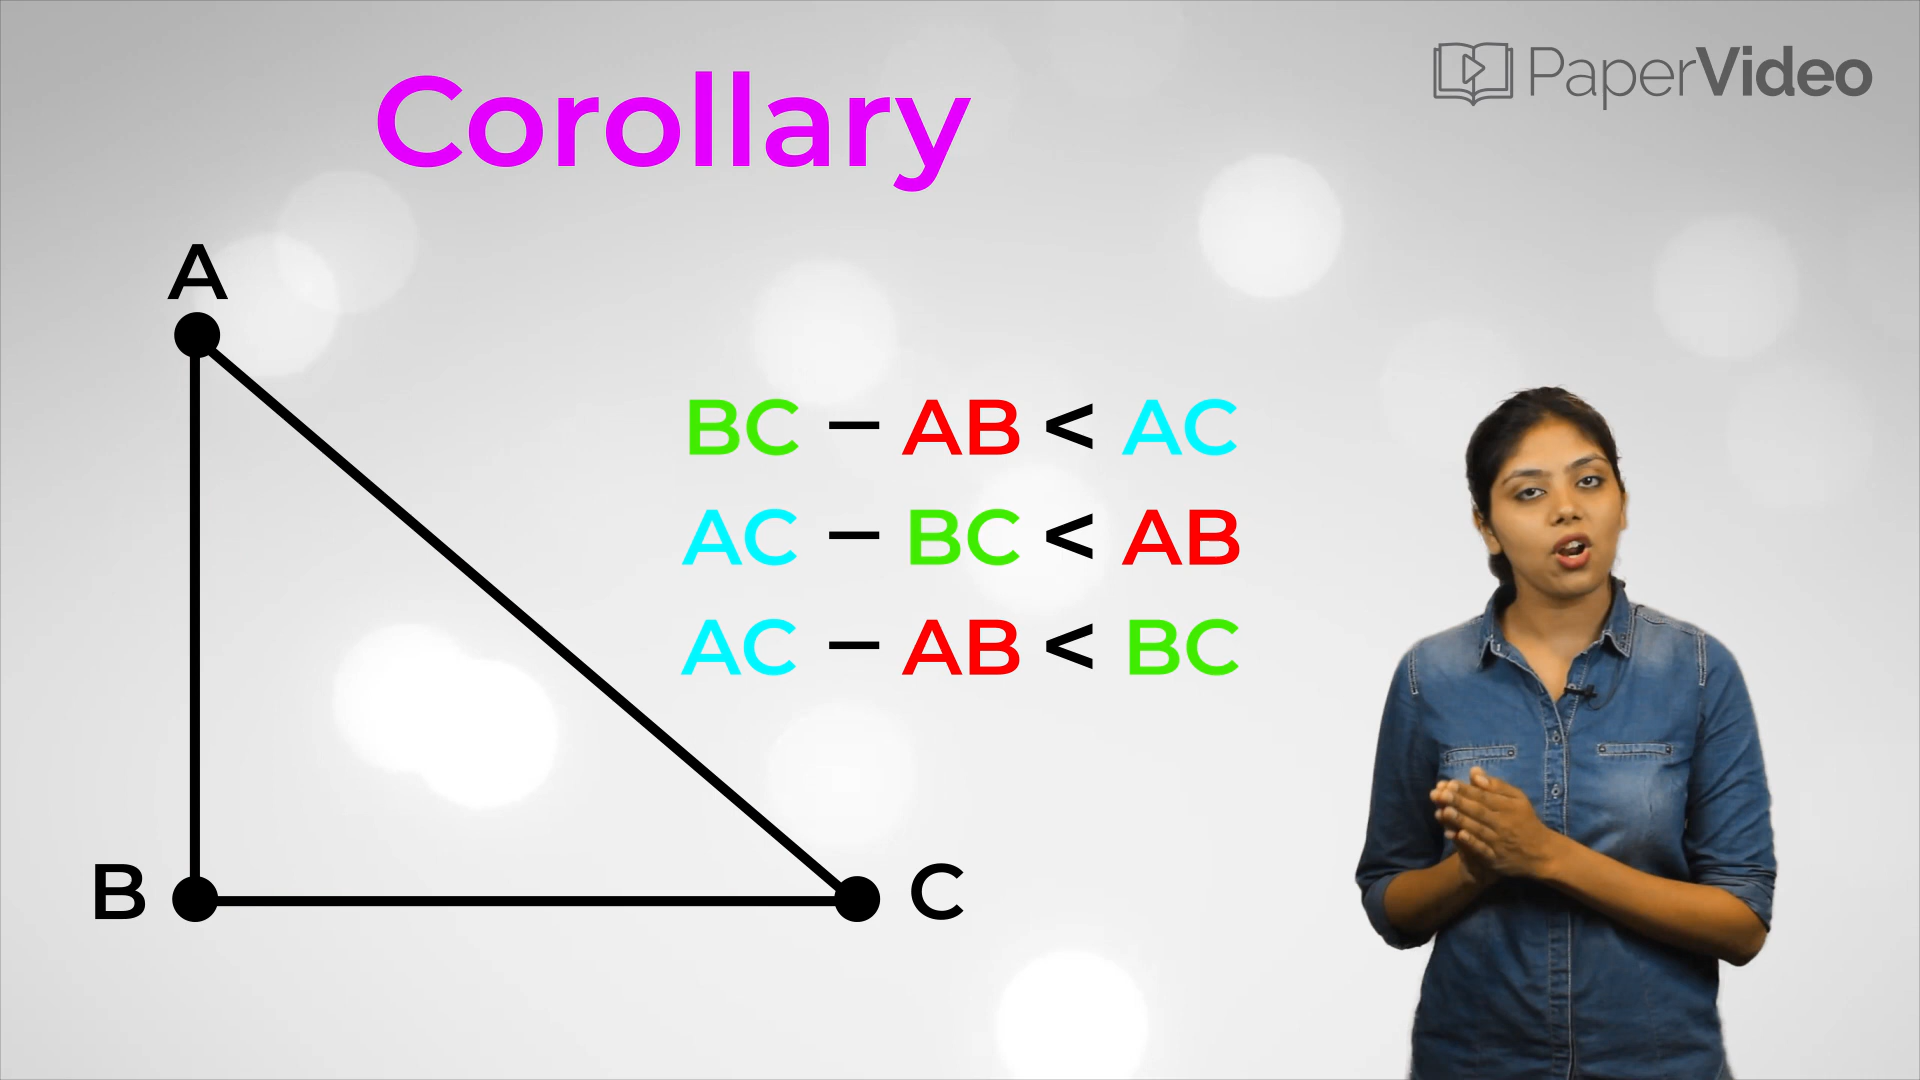 PaperVideo
Corollary
A
BC – AB < AC
AC – BC < AB
AC – AB < BC
B
C